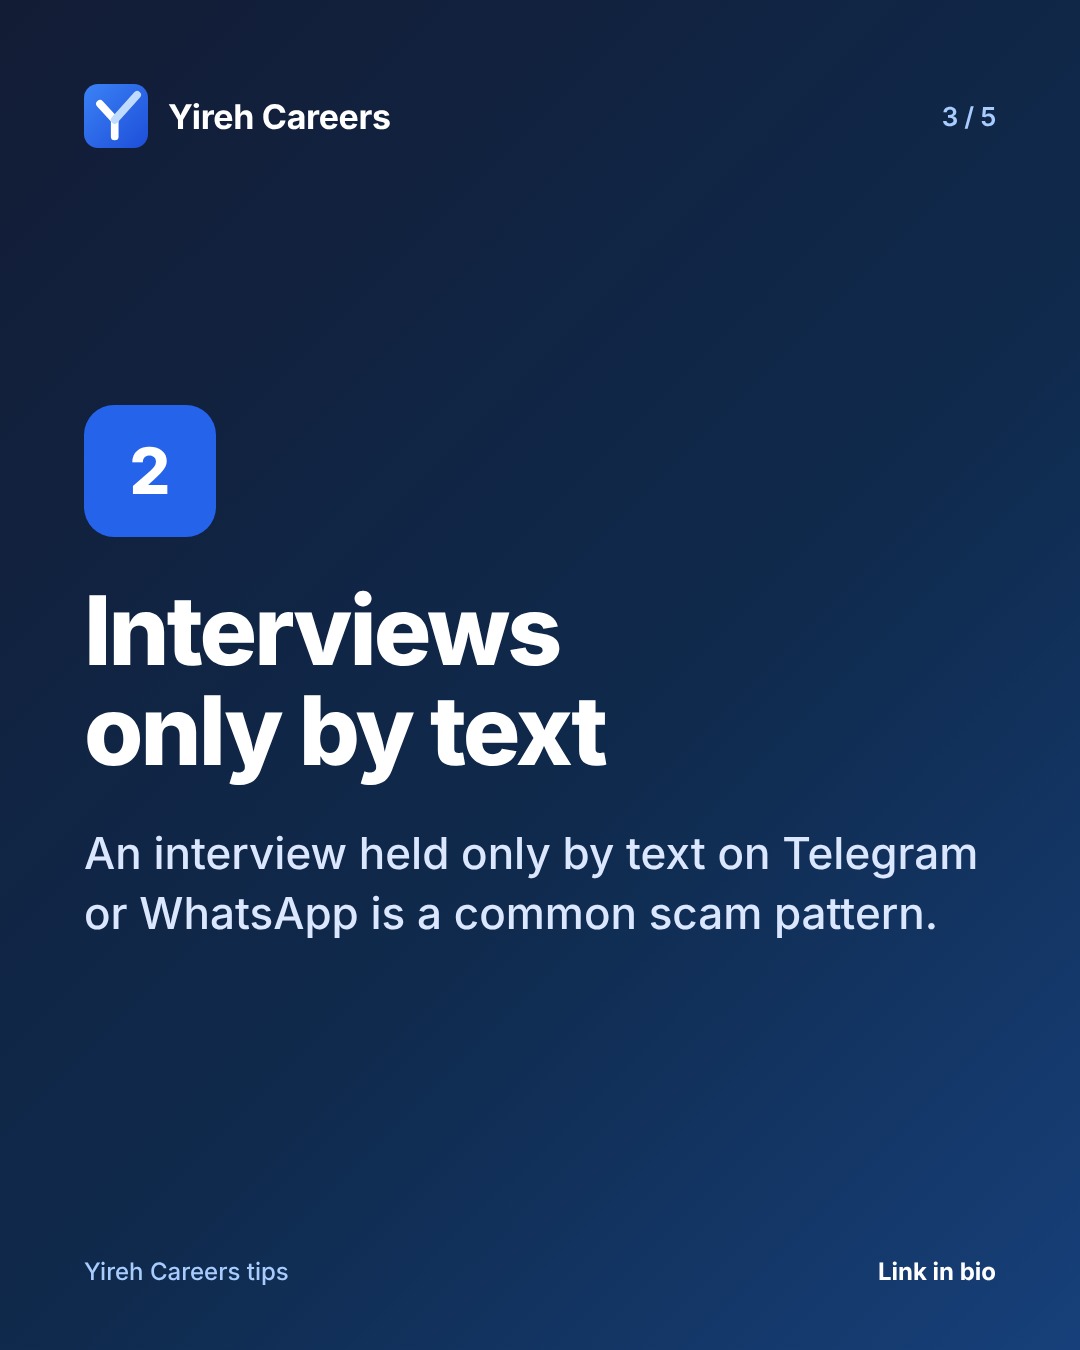 Yireh Careers
3 / 5
2
Interviews
only by text
An interview held only by text on Telegram
or WhatsApp is a common scam pattern.
Yireh Careers tips
Link in bio